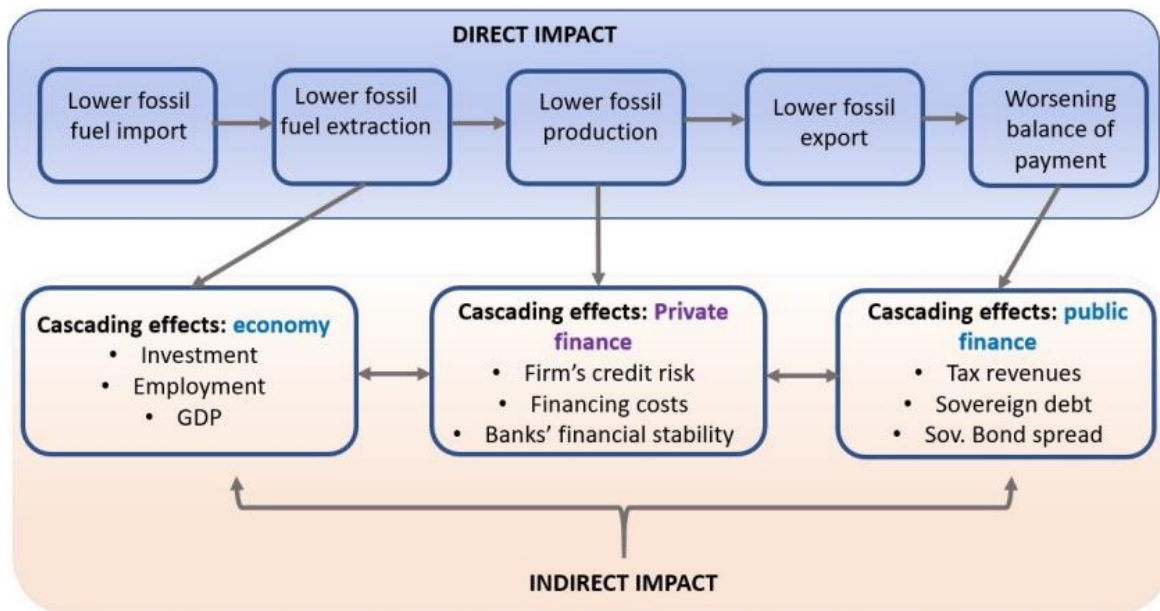 DIRECT IMPACT
Lower fossil
fuel import
Lower fossil
fuel extraction
Lower fossil
production
Lower fossil
export
Worsening
balance of
payment
Cascading effects: economy
• Investment
• Employment
• GDP
Cascading effects: Private
finance
• Firm's credit risk
• Financing costs
• Banks' financial stability
Cascading effects: public
finance
• Tax revenues
• Sovereign debt
• Sov. Bond spread
INDIRECT IMPACT